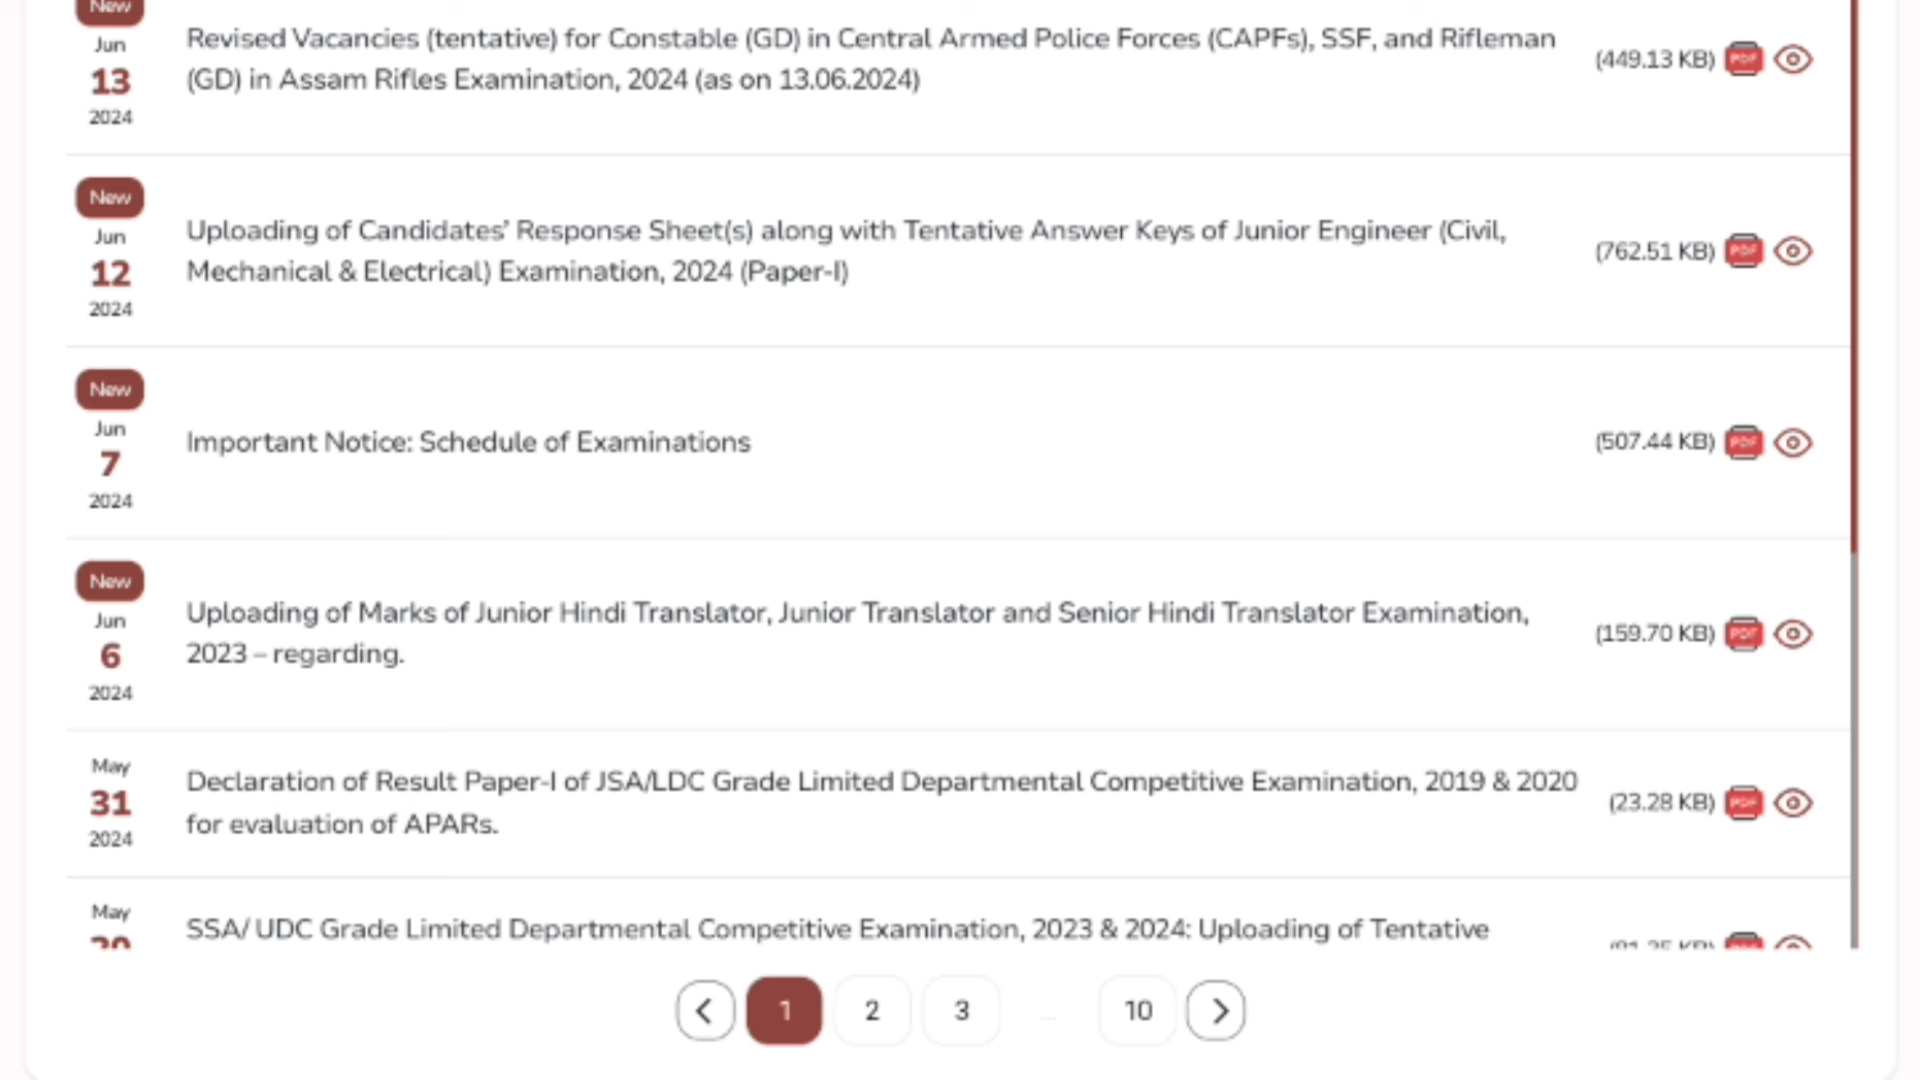 New
Jun
13
2024
Revised Vacancies (tentative) for Constable (GD) in Central Armed Police Forces (CAPFs), SSF, and Rifleman
(GD) in Assam Rifles Examination, 2024 (as on 13.06.2024)
(449.13 KB) PDF
New
Jun
12
2024
Uploading of Candidates’ Response Sheet(s) along with Tentative Answer Keys of Junior Engineer (Civil,
Mechanical & Electrical) Examination, 2024 (Paper-I)
(762.51 KB) PDF
New
Jun
7
2024
Important Notice: Schedule of Examinations
(507.44 KB) PDF
New
Jun
6
2024
Uploading of Marks of Junior Hindi Translator, Junior Translator and Senior Hindi Translator Examination,
2023 – regarding.
(159.70 KB) PDF
May
31
2024
Declaration of Result Paper-I of JSA/LDC Grade Limited Departmental Competitive Examination, 2019 & 2020
for evaluation of APARs.
(23.28 KB) PDF
May
SSA/ UDC Grade Limited Departmental Competitive Examination, 2023 & 2024: Uploading of Tentative
1 2 3 ... 10